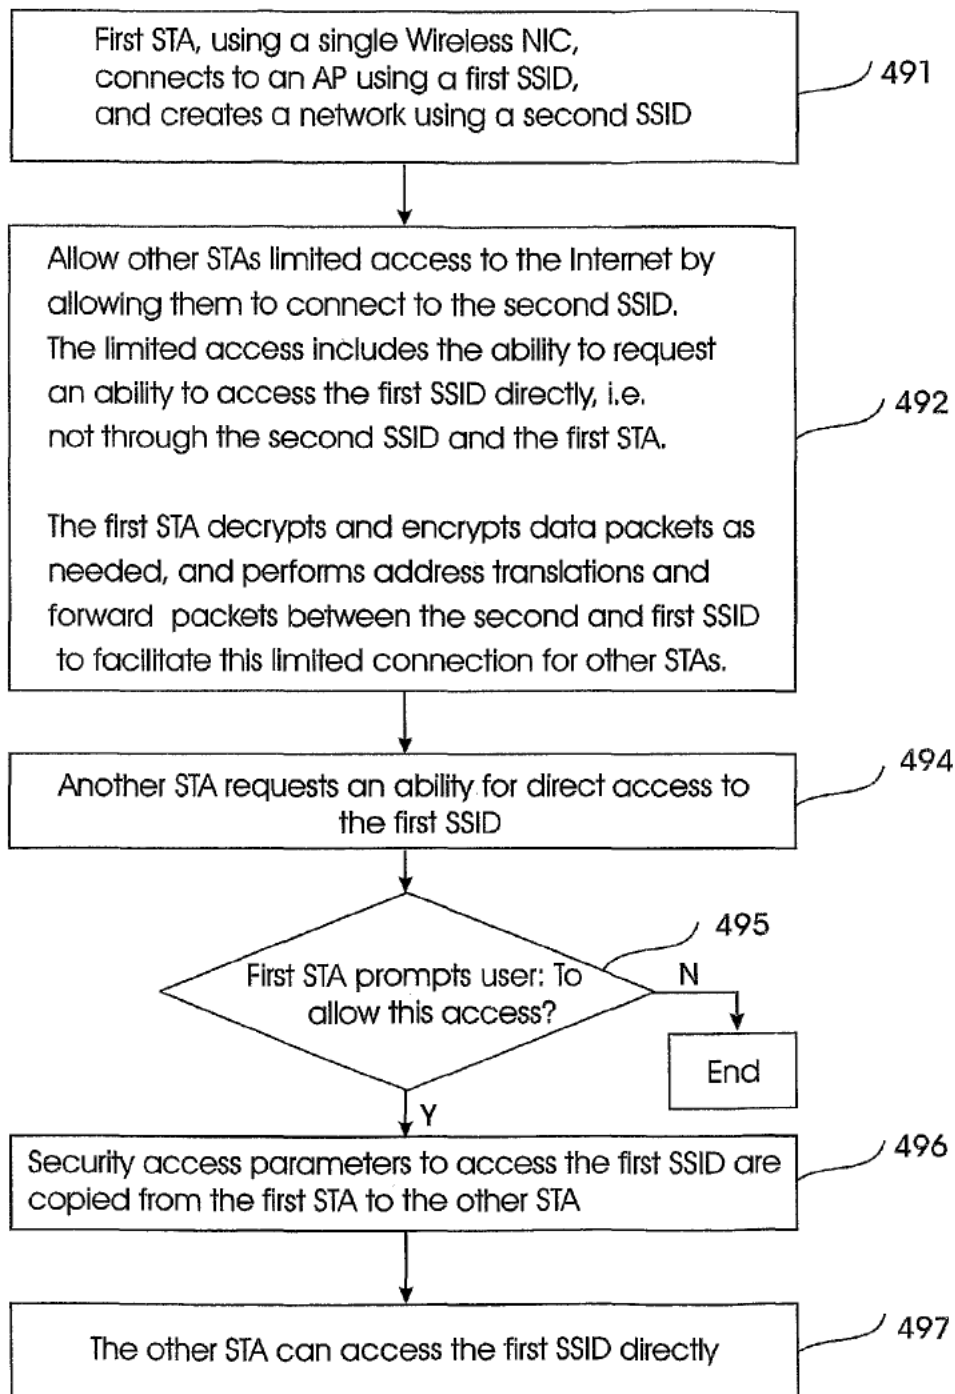 First STA, using a single Wireless NIC,
connects to an AP using a first SSID,
and creates a network using a second SSID
491
Allow other STAs limited access to the Internet by
allowing them to connect to the second SSID.
The limited access includes the ability to request
an ability to access the first SSID directly, i.e.
not through the second SSID and the first STA.
The first STA decrypts and encrypts data packets as
needed, and performs address translations and
forward packets between the second and first SSID
to facilitate this limited connection for other STAs.
492
Another STA requests an ability for direct access to
the first SSID
494
First STA prompts user: To
allow this access?
495
N
End
Y
Security access parameters to access the first SSID are
copied from the first STA to the other STA
496
The other STA can access the first SSID directly
497